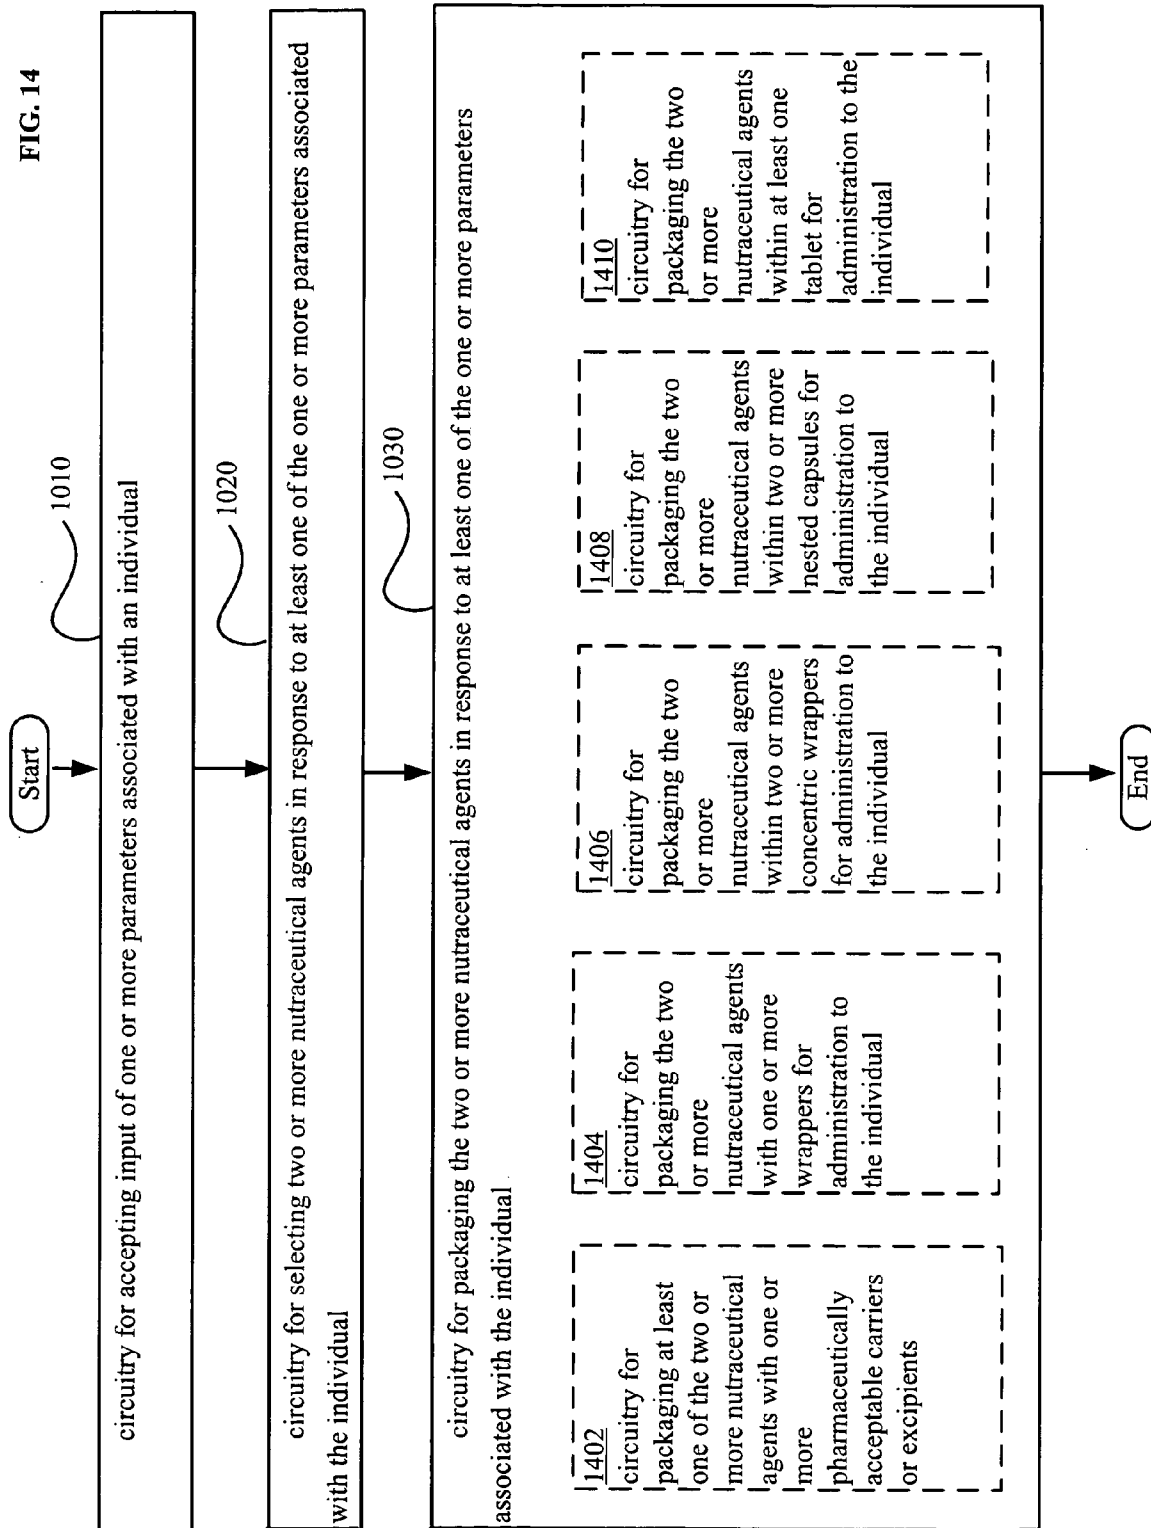 FIG. 14
Start
1010
circuitry for accepting input of one or more parameters associated with an individual
1020
circuitry for selecting two or more nutraceutical agents in response to at least one of the one or more parameters associated
with the individual
1030
circuitry for packaging the two or more nutraceutical agents in response to at least one of the one or more parameters
associated with the individual
1402
circuitry for
packaging at least
one of the two or
more nutraceutical
agents with one or
more
pharmaceutically
acceptable carriers
or excipients
1404
circuitry for
packaging the two
or more
nutraceutical agents
with one or more
wrappers for
administration to
the individual
1406
circuitry for
packaging the two
or more
nutraceutical agents
within two or more
concentric wrappers
for administration to
the individual
1408
circuitry for
packaging the two
or more
nutraceutical agents
within two or more
nested capsules for
administration to
the individual
1410
circuitry for
packaging the two
or more
nutraceutical agents
within at least one
tablet for
administration to the
individual
End